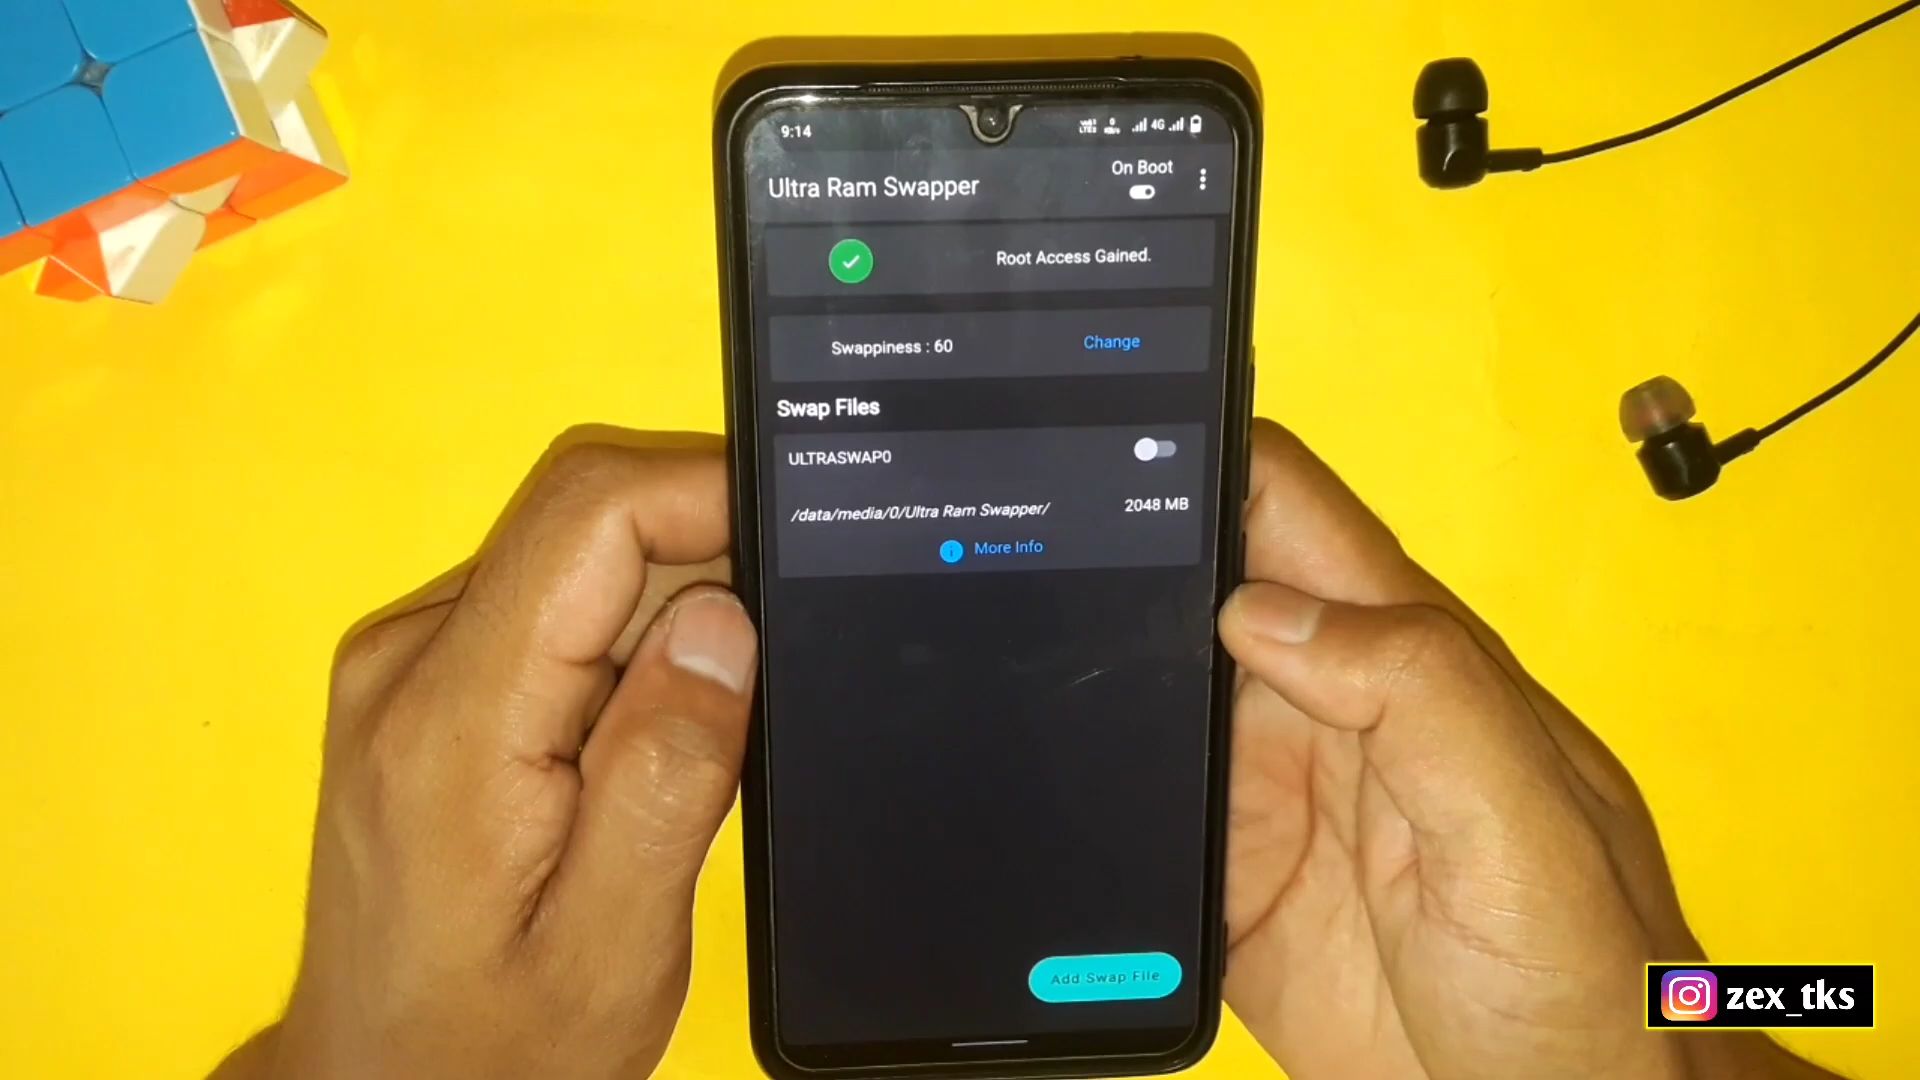 9:14
4G
On Boot
Ultra Ram Swapper
Root Access Gained.
Swappiness : 60
Change
Swap Files
ULTRASWAP0
/data/media/0/Ultra Ram Swapper/
2048 MB
More Info
Add Swap File
zex_tks